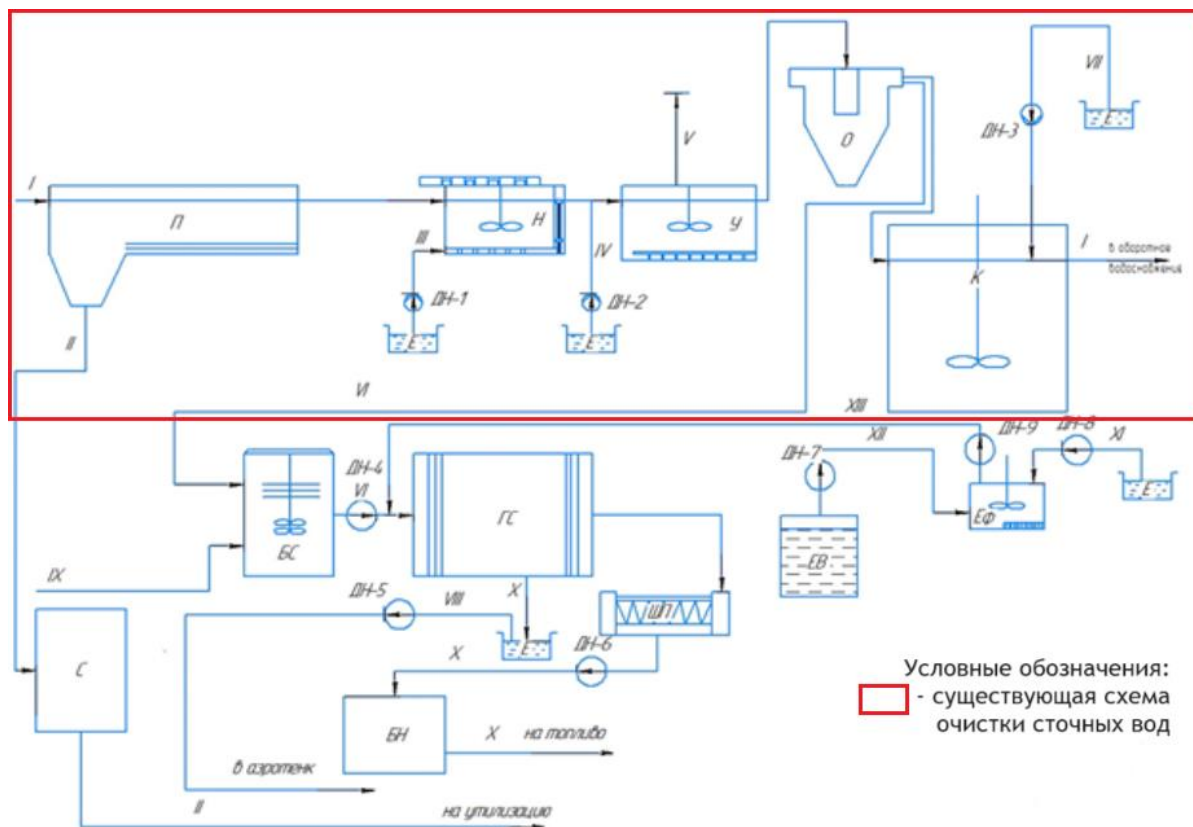 VII
ДН-3
E
О
V
I
П
Н
У
III
IV
I
в оборотное
водоснабжение
К
ДН-1
ДН-2
E
E
II
VI
XIII
ДН-9
ДН-8
XII
XI
ДН-7
ДН-4
VI
E
ЕФ
ГС
БС
ЕВ
IX
X
ДН-5
VIII
ШП
E
ДН-6
С
X
Условные обозначения:
- существующая схема
очистки сточных вод
БН
X
на топливо
в аэротенк
II
на утилизацию